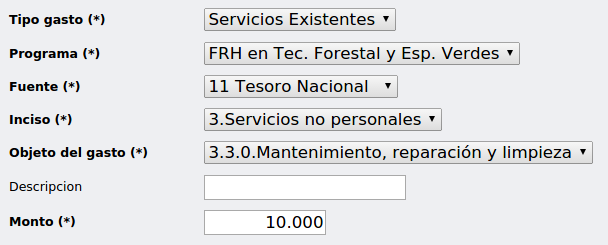 Tipo gasto (*) Servicios Existentes
Programa (*) FRH en Tec. Forestal y Esp. Verdes
Fuente (*) 11 Tesoro Nacional
Inciso (*) 3.Servicios no personales
Objeto del gasto (*) 3.3.0.Mantenimiento, reparación y limpieza
Descripcion
Monto (*) 10.000